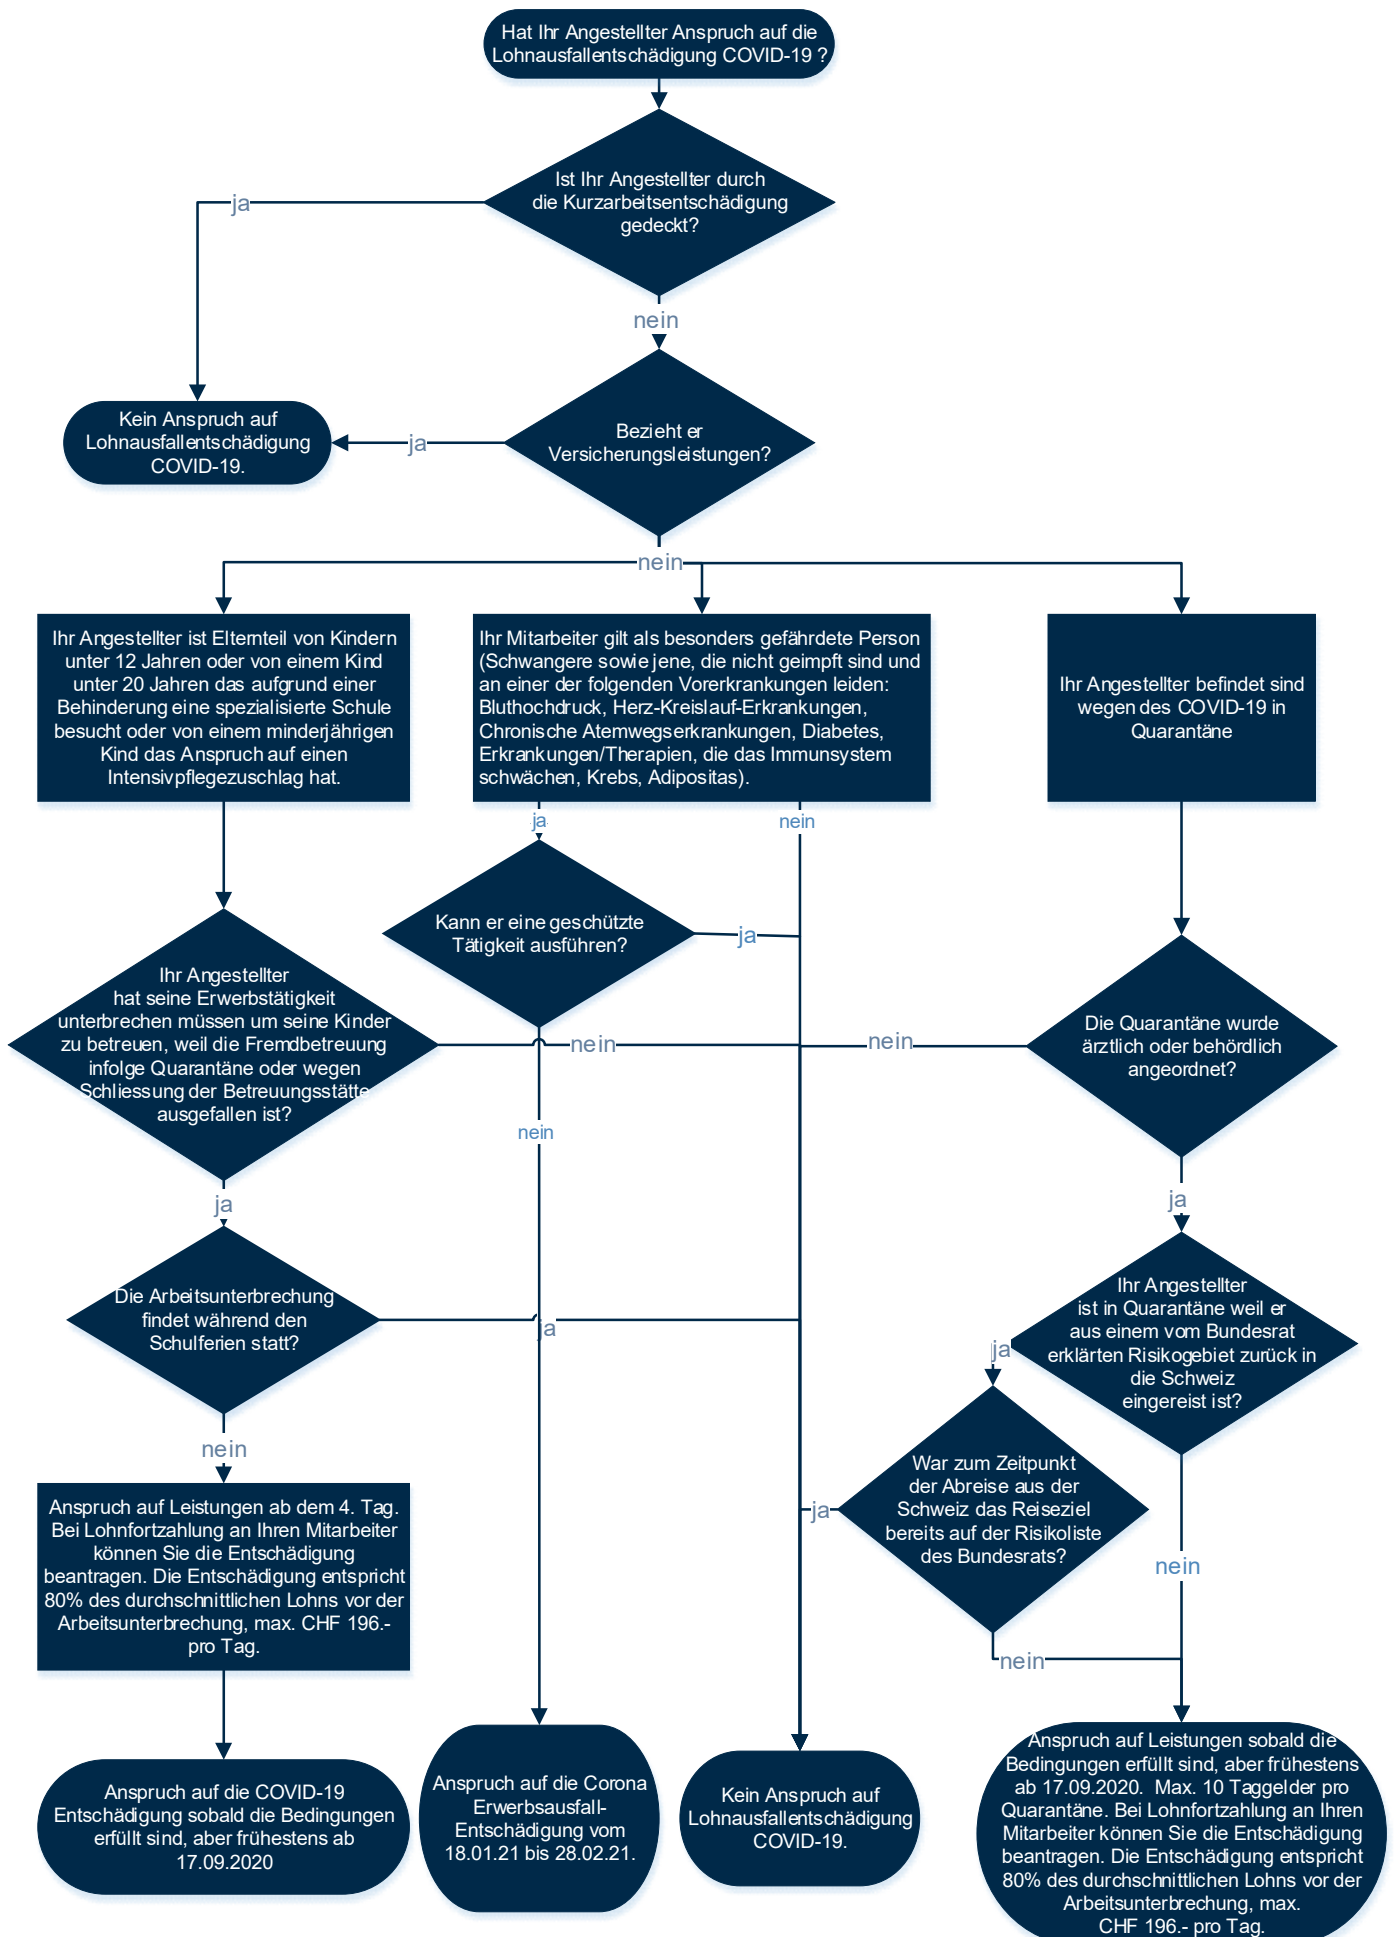 Hat Ihr Angestellter Anspruch auf die
Lohnausfallentschädigung COVID-19 ?
Ist Ihr Angestellter durch
die Kurzarbeitsentschädigung
gedeckt?
ja
nein
Kein Anspruch auf
Lohnausfallentschädigung
COVID-19.
ja
Bezieht er
Versicherungsleistungen?
nein
Ihr Angestellter ist Elternteil von Kindern
unter 12 Jahren oder von einem Kind
unter 20 Jahren das aufgrund einer
Behinderung eine spezialisierte Schule
besucht oder von einem minderjährigen
Kind das Anspruch auf einen
Intensivpflegezuschlag hat.
Ihr Mitarbeiter gilt als besonders gefährdete Person
(Schwangere sowie jene, die nicht geimpft sind und
an einer der folgenden Vorerkrankungen leiden:
Bluthochdruck, Herz-Kreislauf-Erkrankungen,
Chronische Atemwegserkrankungen, Diabetes,
Erkrankungen/Therapien, die das Immunsystem
schwächen, Krebs, Adipositas).
Ihr Angestellter befindet sind
wegen des COVID-19 in
Quarantäne
ja
nein
Kann er eine geschützte
Tätigkeit ausführen?
ja
Ihr Angestellter
hat seine Erwerbstätigkeit
unterbrechen müssen um seine Kinder
zu betreuen, weil die Fremdbetreuung
infolge Quarantäne oder wegen
Schliessung der Betreuungsstätte
ausgefallen ist?
nein
nein
Die Quarantäne wurde
ärztlich oder behördlich
angeordnet?
nein
ja
ja
Die Arbeitsunterbrechung
findet während den
Schulferien statt?
ja
Ihr Angestellter
ist in Quarantäne weil er
aus einem vom Bundesrat
erklärten Risikogebiet zurück in
die Schweiz
eingereist ist?
ja
nein
War zum Zeitpunkt
der Abreise aus der
Schweiz das Reiseziel
bereits auf der Risikoliste
des Bundesrats?
ja
nein
nein
Anspruch auf Leistungen ab dem 4. Tag.
Bei Lohnfortzahlung an Ihren Mitarbeiter
können Sie die Entschädigung
beantragen. Die Entschädigung entspricht
80% des durchschnittlichen Lohns vor der
Arbeitsunterbrechung, max. CHF 196.-
pro Tag.
Anspruch auf die COVID-19
Entschädigung sobald die Bedingungen
erfüllt sind, aber frühestens ab
17.09.2020
Anspruch auf die Corona
Erwerbsausfall-
Entschädigung vom
18.01.21 bis 28.02.21.
Kein Anspruch auf
Lohnausfallentschädigung
COVID-19.
Anspruch auf Leistungen sobald die
Bedingungen erfüllt sind, aber frühestens
ab 17.09.2020. Max. 10 Taggelder pro
Quarantäne. Bei Lohnfortzahlung an Ihren
Mitarbeiter können Sie die Entschädigung
beantragen. Die Entschädigung entspricht
80% des durchschnittlichen Lohns vor der
Arbeitsunterbrechung, max.
CHF 196.- pro Tag.